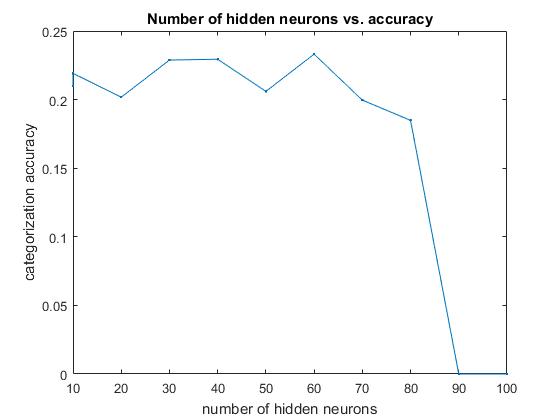 Number of hidden neurons vs. accuracy
0.25
0.2
0.15
0.1
0.05
0
categorization accuracy
10 20 30 40 50 60 70 80 90 100
number of hidden neurons